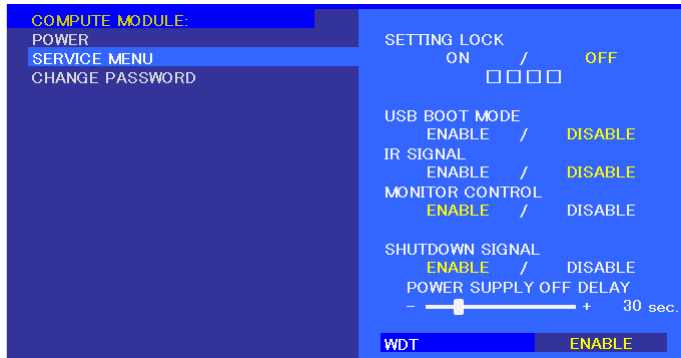 COMPUTE MODULE:
POWER
SERVICE MENU
CHANGE PASSWORD
SETTING LOCK
ON / OFF
□ □ □ □
USB BOOT MODE
ENABLE / DISABLE
IR SIGNAL
ENABLE / DISABLE
MONITOR CONTROL
ENABLE / DISABLE
SHUTDOWN SIGNAL
ENABLE / DISABLE
POWER SUPPLY OFF DELAY
- + 30 sec.
WDT ENABLE